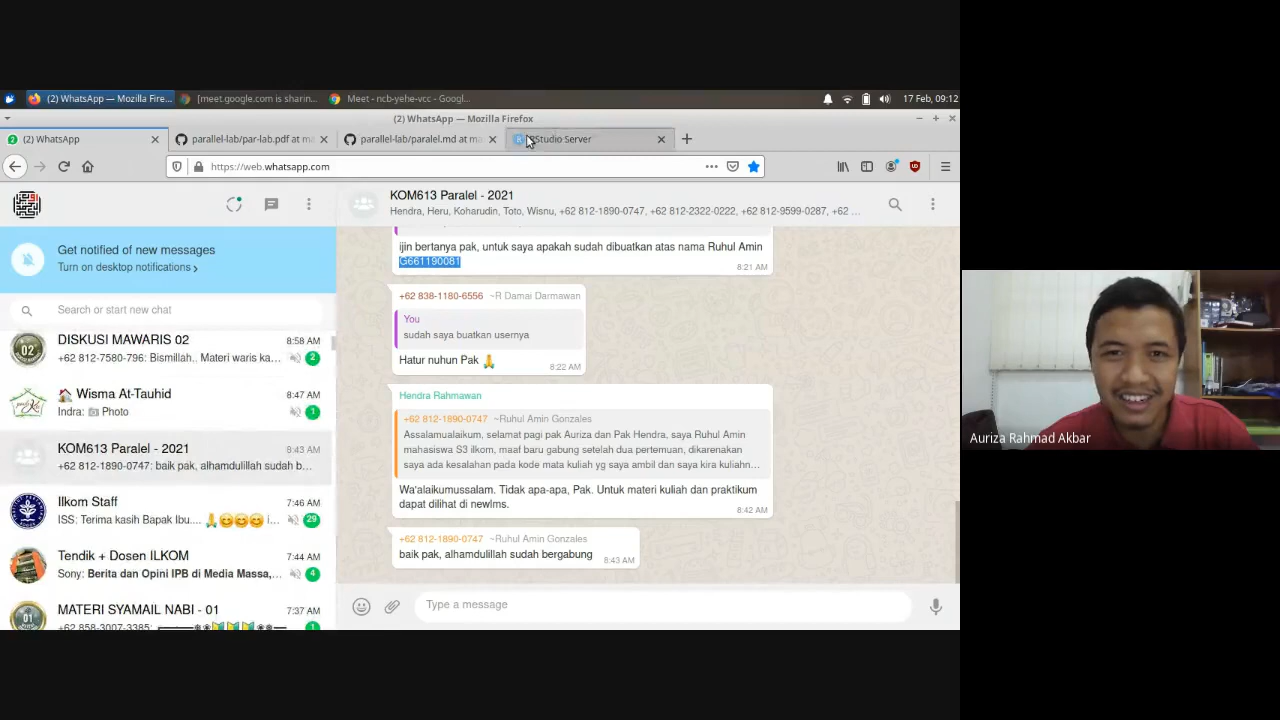 (2) WhatsApp — Mozilla Fire...
[meet.google.com is sharin...
Meet - ncb-yehe-vcc - Googl...
17 Feb, 09:12
(2) WhatsApp — Mozilla Firefox
(2) WhatsApp
parallel-lab/par-lab.pdf at ma
parallel-lab/paralel.md at ma
RStudio Server
https://web.whatsapp.com
Get notified of new messages
Turn on desktop notifications
Search or start new chat
DISKUSI MAWARIS 02
8:58 AM
+62 812-7580-796: Bismillah.. Materi waris ka...
2
Wisma At-Tauhid
8:47 AM
Indra: 📷 Photo
1
KOM613 Paralel - 2021
8:43 AM
+62 812-1890-0747: baik pak, alhamdulillah sudah b...
Ilkom Staff
7:46 AM
ISS: Terima kasih Bapak Ibu.... 🙏😊😊😊 i...
29
Tendik + Dosen ILKOM
7:44 AM
Sony: Berita dan Opini IPB di Media Massa,...
4
MATERI SYAMAIL NABI - 01
7:37 AM
+62 858-3007-3385:
1
KOM613 Paralel - 2021
Hendra, Heru, Koharudin, Toto, Wisnu, +62 812-1890-0747, +62 812-2322-0222, +62 812-9599-0287, +62 ...
ijin bertanya pak, untuk saya apakah sudah dibuatkan atas nama Ruhul Amin
G661190081
8:21 AM
+62 838-1180-6556 ~R Damai Darmawan
You
sudah saya buatkan usernya
Hatur nuhun Pak 🙏
8:22 AM
Hendra Rahmawan
+62 812-1890-0747 ~Ruhul Amin Gonzales
Assalamualaikum, selamat pagi pak Auriza dan Pak Hendra, saya Ruhul Amin
mahasiswa S3 ilkom, maaf baru gabung setelah dua pertemuan, dikarenakan
saya ada kesalahan pada kode mata kuliah yg saya ambil dan saya kira kuliahn...
Wa'alaikumussalam. Tidak apa-apa, Pak. Untuk materi kuliah dan praktikum
dapat dilihat di newlms.
8:42 AM
+62 812-1890-0747 ~Ruhul Amin Gonzales
baik pak, alhamdulillah sudah bergabung
8:43 AM
Type a message
Auriza Rahmad Akbar